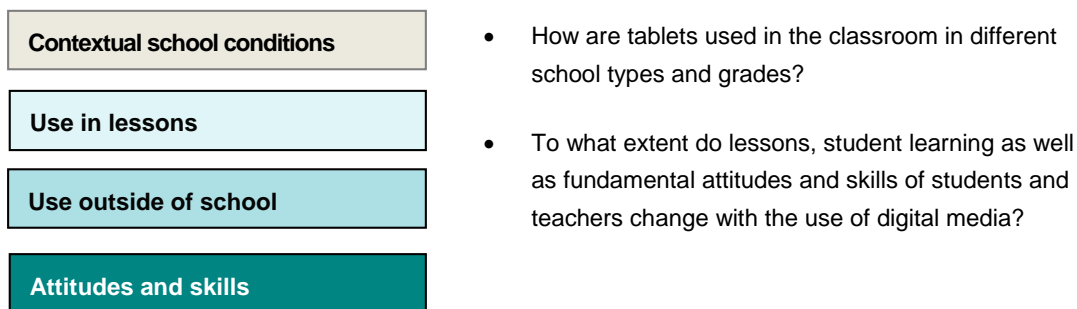 Contextual school conditions
Use in lessons
Use outside of school
Attitudes and skills
• How are tablets used in the classroom in different
school types and grades?
• To what extent do lessons, student learning as well
as fundamental attitudes and skills of students and
teachers change with the use of digital media?